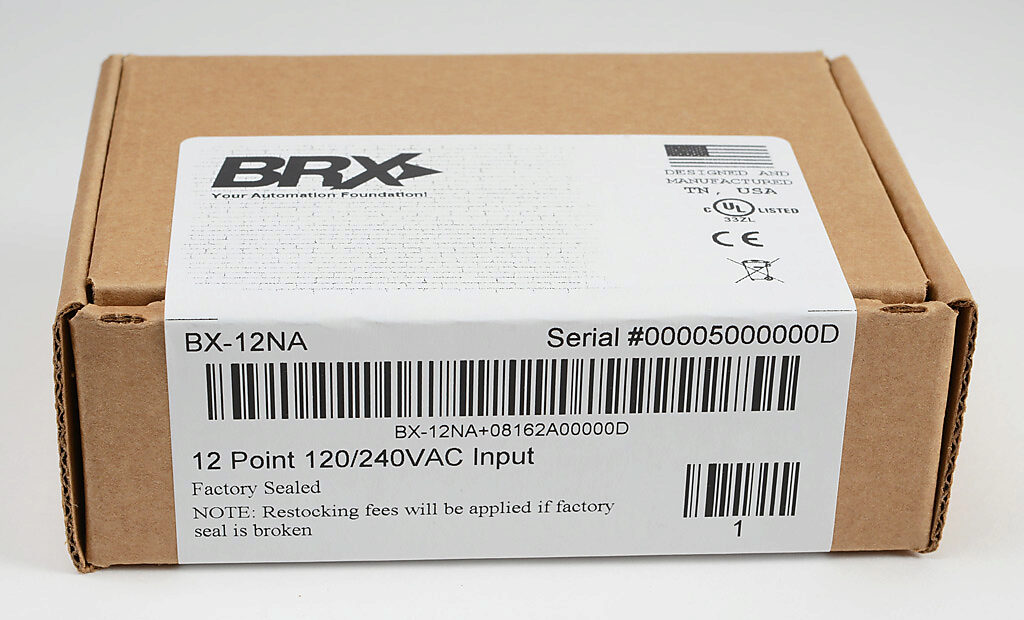 BRX
Your Automation Foundation!
DESIGNED AND
MANUFACTURED
TN, USA
C UL LISTED
33ZL
CE
BX-12NA
Serial #00005000000D
BX-12NA+08162A00000D
12 Point 120/240VAC Input
Factory Sealed
NOTE: Restocking fees will be applied if factory
seal is broken
1